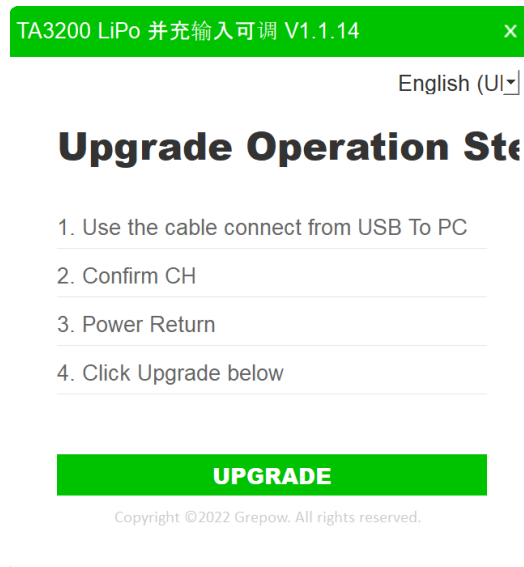 TA3200 LiPo 并充输入可调 V1.1.14
English (U
Upgrade Operation Ste
1. Use the cable connect from USB To PC
2. Confirm CH
3. Power Return
4. Click Upgrade below
UPGRADE
Copyright ©2022 Grepow. All rights reserved.